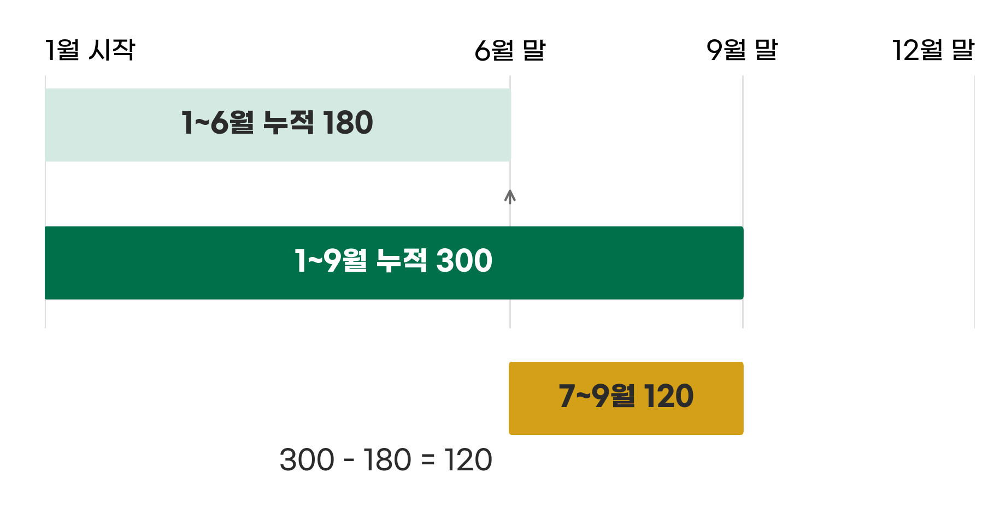 1월 시작 6월 말 9월 말 12월 말
1~6월 누적 180
1~9월 누적 300
7~9월 120
300 - 180 = 120